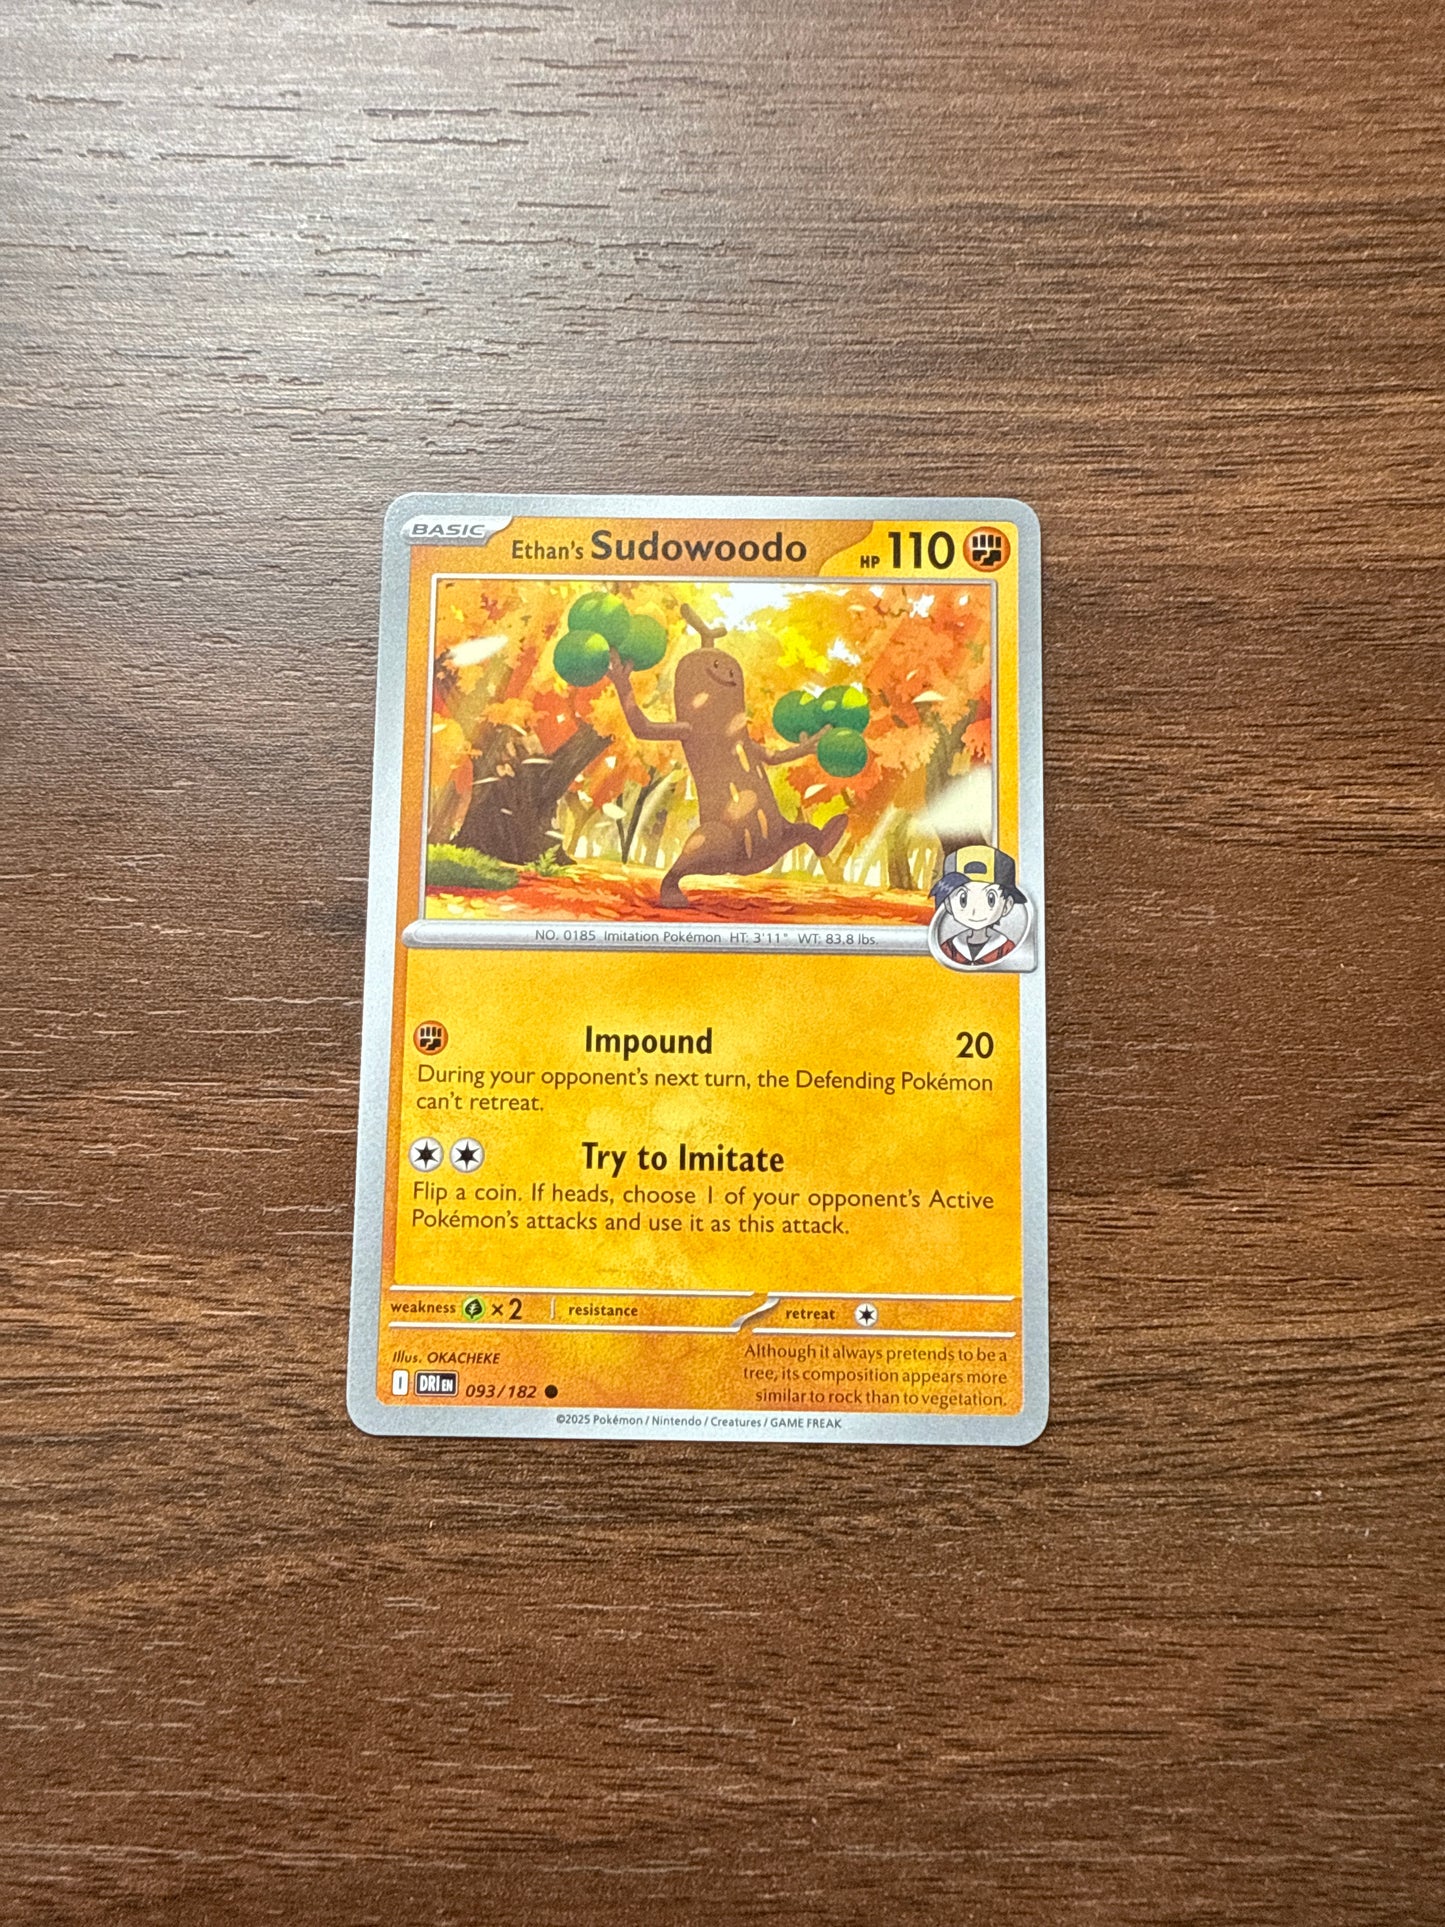 BASIC
Ethan's Sudowoodo HP 110
NO. 0185 Imitation Pokémon HT: 3'11" WT: 83.8 lbs.
Impound 20
During your opponent's next turn, the Defending Pokémon
can't retreat.
Try to Imitate
Flip a coin. If heads, choose 1 of your opponent's Active
Pokémon's attacks and use it as this attack.
weakness ×2 resistance retreat
Illus. OKACHEKE
I DRI EN 093/182
Although it always pretends to be a
tree, its composition appears more
similar to rock than to vegetation.
©2025 Pokémon / Nintendo / Creatures / GAME FREAK